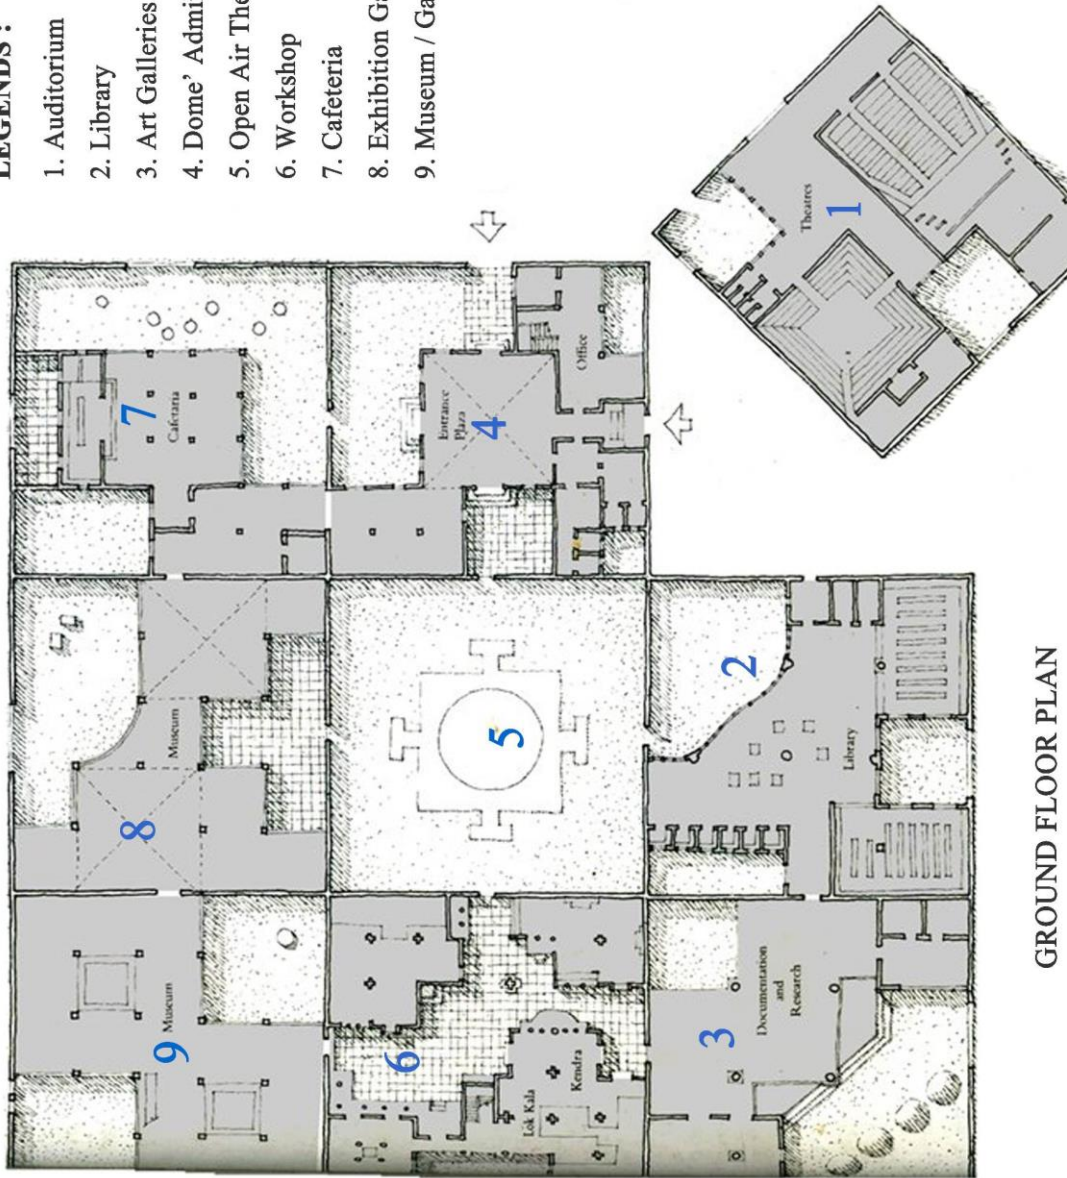 LEGENDS :
1. Auditorium
2. Library
3. Art Galleries
4. Dome' Admi
5. Open Air The
6. Workshop
7. Cafeteria
8. Exhibition Ga
9. Museum / Ga
9
Museum
8
Museum
7
Cafetaria
6
Lok Kala
Kendra
5
Entrance
Plaza
4
Office
3
Documentation
and
Research
2
Library
Theatres
1
GROUND FLOOR PLAN